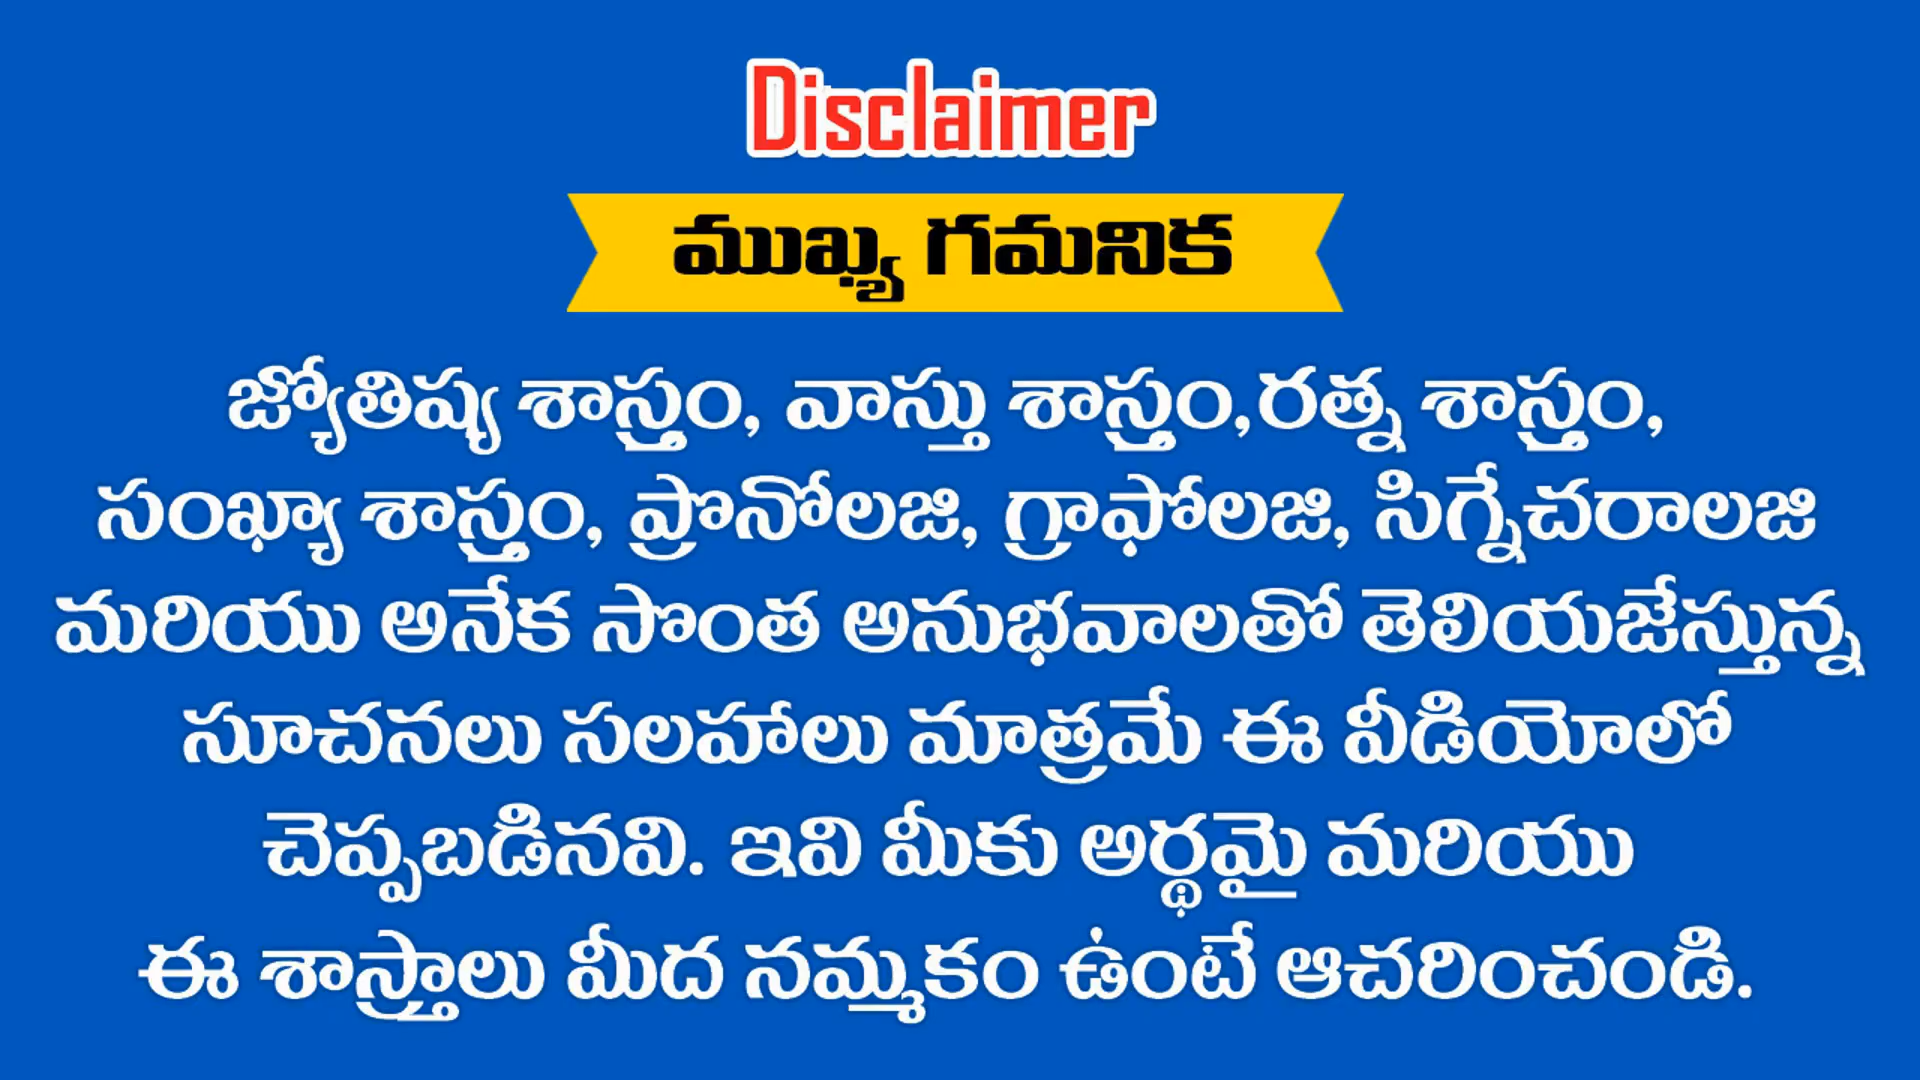 Disclaimer
ముఖ్య గమనిక
జ్యోతిష్య శాస్త్రం, వాస్తు శాస్త్రం,రత్న శాస్త్రం,
సంఖ్యా శాస్త్రం, ప్రొనోలజి, గ్రాఫోలజి, సిగ్నేచరాలజి
మరియు అనేక సొంత అనుభవాలతో తెలియజేస్తున్న
సూచనలు సలహాలు మాత్రమే ఈ వీడియోలో
చెప్పబడినవి. ఇవి మీకు అర్థమై మరియు
ఈ శాస్త్రాలు మీద నమ్మకం ఉంటే ఆచరించండి.